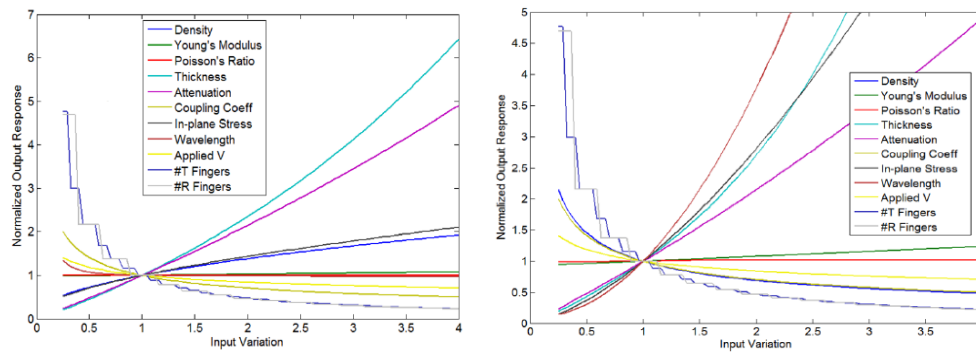 7
6
5
4
3
2
1
0
Normalized Output Response
Density
Young's Modulus
Poisson's Ratio
Thickness
Attenuation
Coupling Coeff
In-plane Stress
Wavelength
Applied V
#T Fingers
#R Fingers
0 0.5 1 1.5 2 2.5 3 3.5 4
Input Variation
5
4.5
4
3.5
3
2.5
2
1.5
1
0.5
0
Normalized Output Response
Density
Young's Modulus
Poisson's Ratio
Thickness
Attenuation
Coupling Coeff
In-plane Stress
Wavelength
Applied V
#T Fingers
#R Fingers
0 0.5 1 1.5 2 2.5 3 3.5
Input Variation